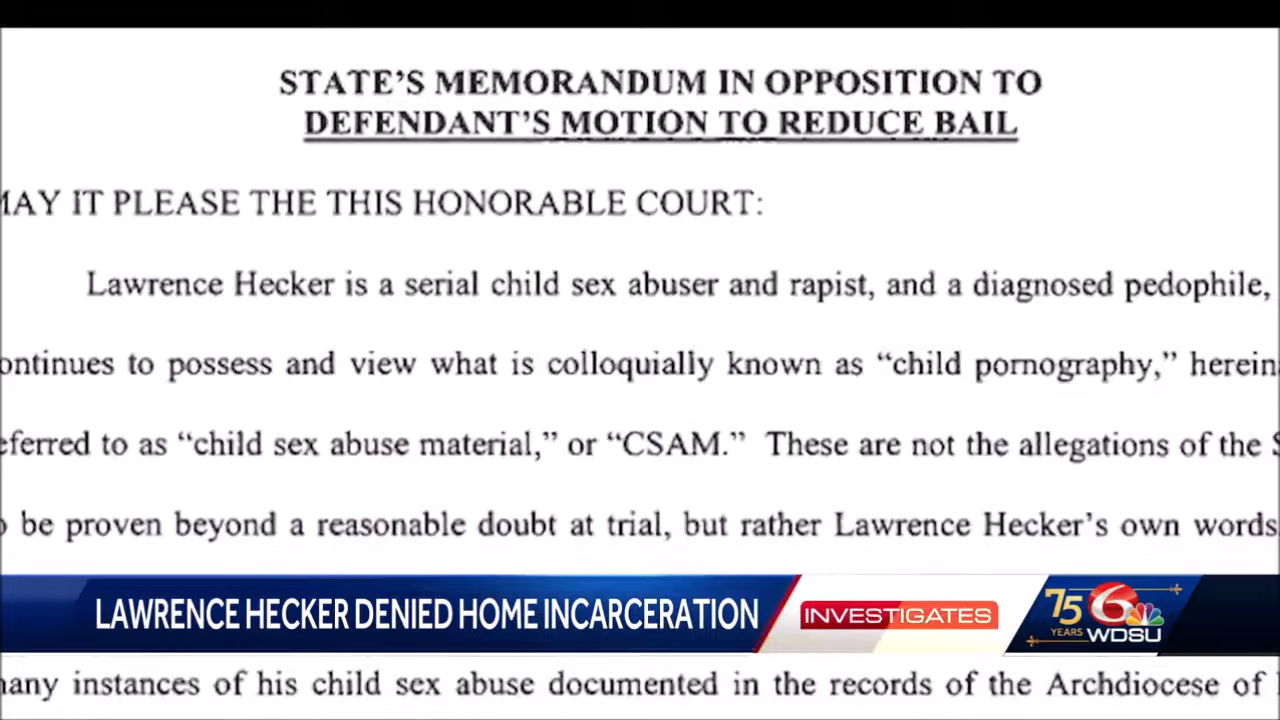 STATE'S MEMORANDUM IN OPPOSITION TO
DEFENDANT'S MOTION TO REDUCE BAIL
MAY IT PLEASE THE THIS HONORABLE COURT:
Lawrence Hecker is a serial child sex abuser and rapist, and a diagnosed pedophile,
ontinues to possess and view what is colloquially known as “child pornography,” herein
eferred to as “child sex abuse material,” or “CSAM.” These are not the allegations of the S
o be proven beyond a reasonable doubt at trial, but rather Lawrence Hecker’s own words
LAWRENCE HECKER DENIED HOME INCARCERATION
INVESTIGATES
75 YEARS
6
WDSU
many instances of his child sex abuse documented in the records of the Archdiocese of